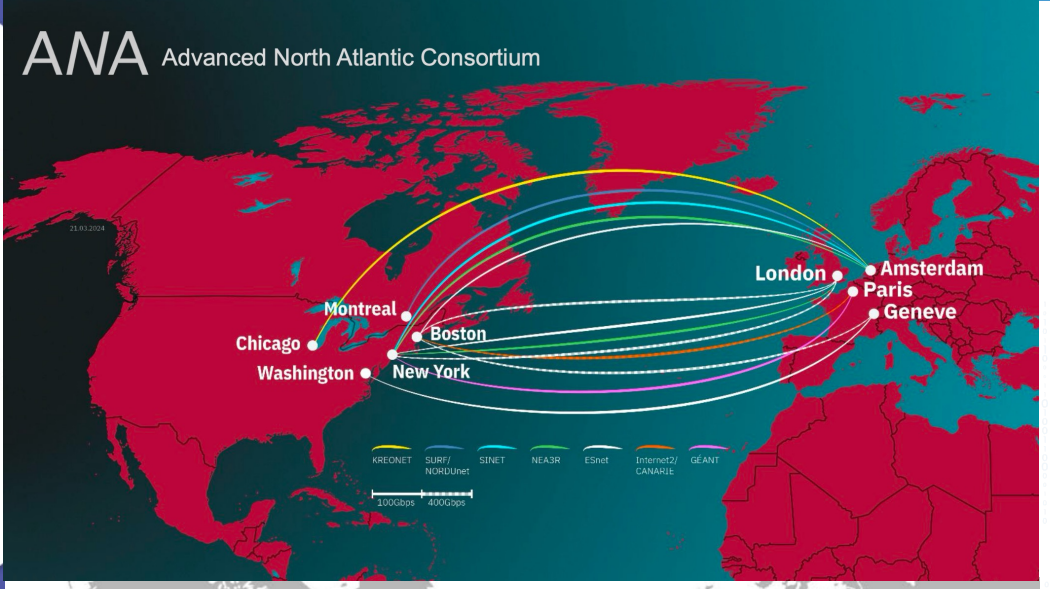 ANA Advanced North Atlantic Consortium
21.03.2024
London
Amsterdam
Paris
Geneve
Montreal
Boston
Chicago
New York
Washington
KREONET
SURF/
NORDUnet
SINET
NEA3R
ESnet
Internet2/
CANARIE
GÉANT
100Gbps
400Gbps